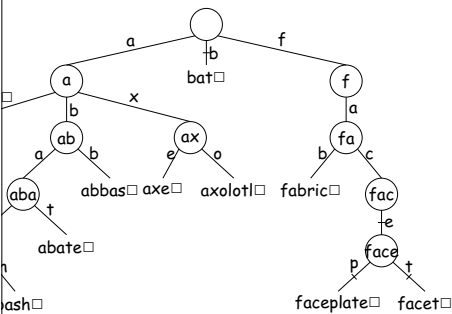 a f
b
bat□
a f
□ x
b a
ab ax fa
a b e o b c
abbas□ axe□ axolotl□ fabric□ fac
aba
t e
abate□ face
p t
faceplate□ facet□